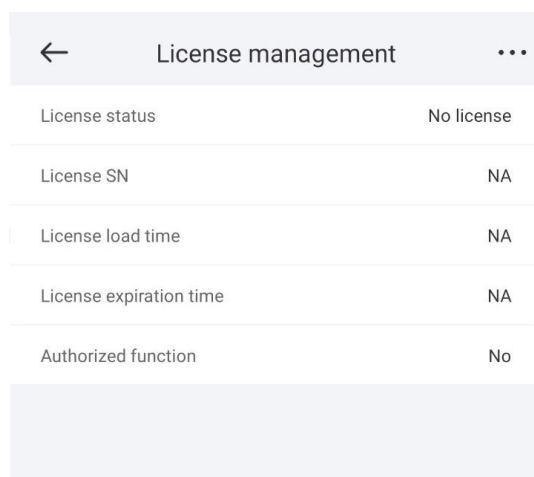 License management
License status No license
License SN NA
License load time NA
License expiration time NA
Authorized function No